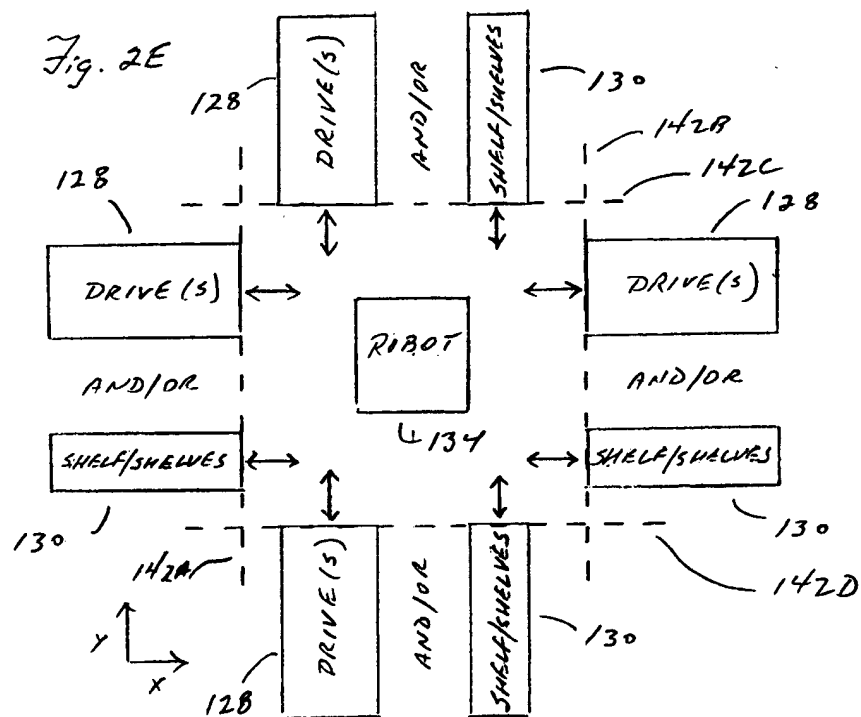 Fig. 2E
128
DRIVE(S)
AND/OR
SHELF/SHELVES
130
142B
142C
128
128
DRIVE(S)
DRIVE(S)
ROBOT
134
AND/OR
AND/OR
SHELF/SHELVES
SHELF/SHELVES
130
130
142A
142D
DRIVE(S)
AND/OR
SHELF/SHELVES
130
128
Y
X